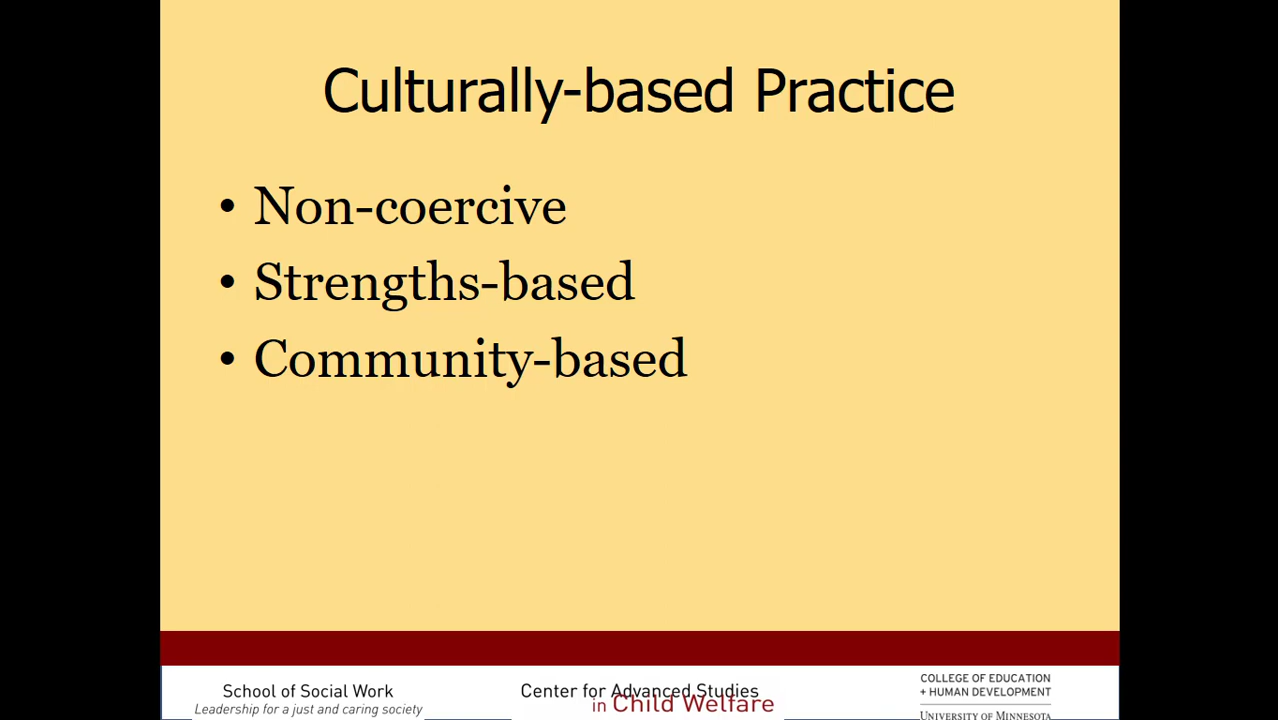 Culturally-based Practice
• Non-coercive
• Strengths-based
• Community-based
School of Social Work
Leadership for a just and caring society
Center for Advanced Studies
in Child Welfare
COLLEGE OF EDUCATION
+ HUMAN DEVELOPMENT
UNIVERSITY OF MINNESOTA